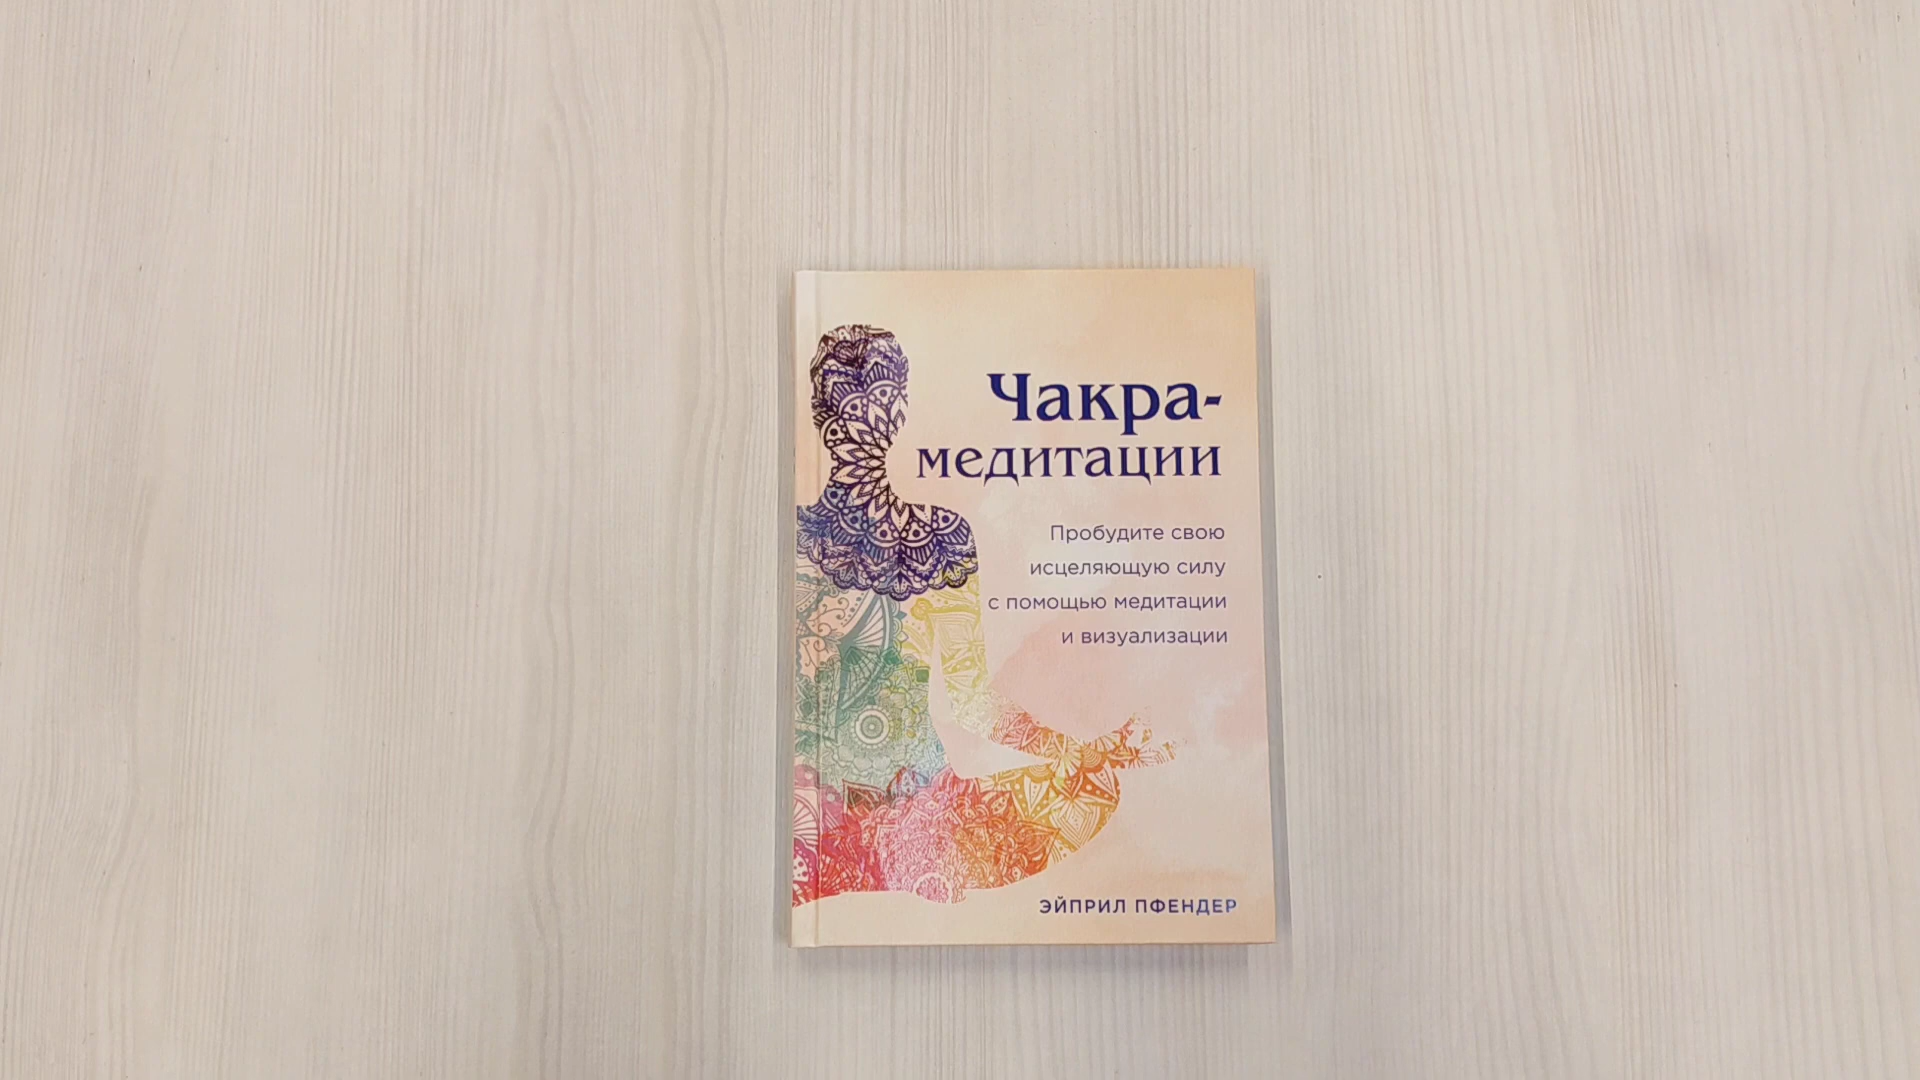 Чакра-
медитации
Пробудите свою
исцеляющую силу
с помощью медитации
и визуализации
ЭЙПРИЛ ПФЕНДЕР